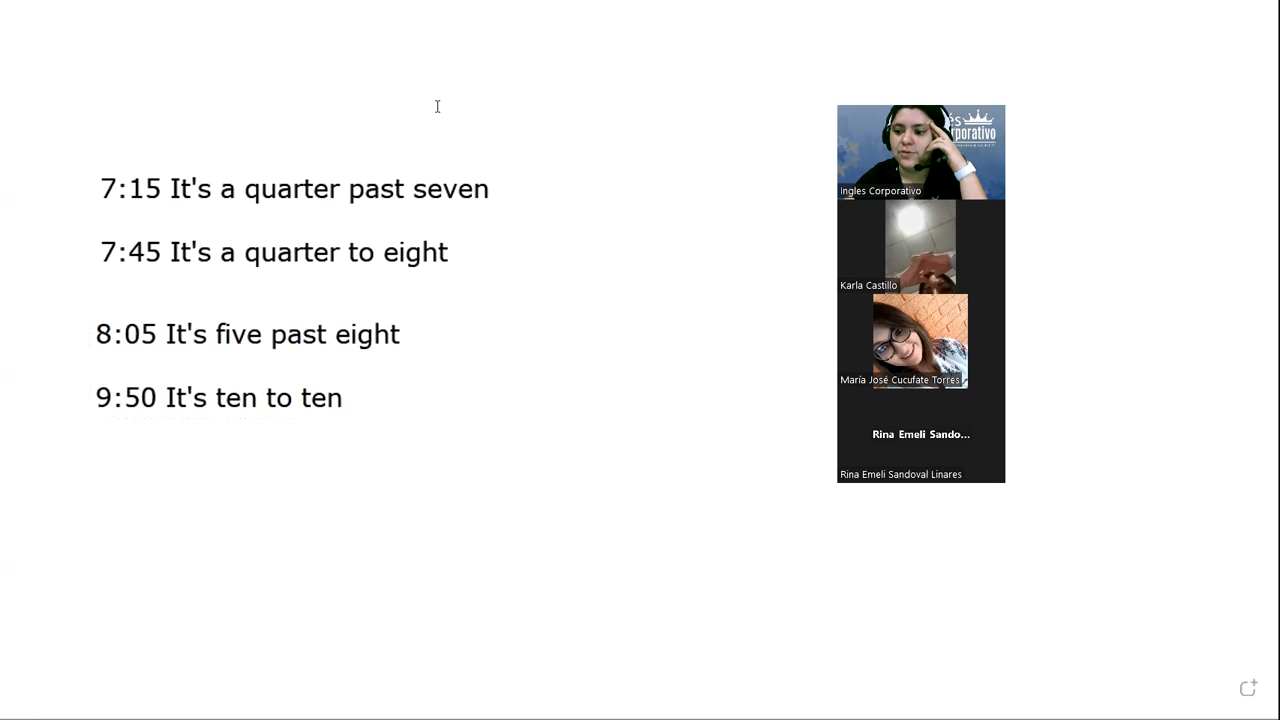 7:15 It's a quarter past seven
7:45 It's a quarter to eight
8:05 It's five past eight
9:50 It's ten to ten
és
rporativo
Ingles Corporativo
Karla Castillo
María José Cucufate Torres
Rina Emeli Sando...
Rina Emeli Sandoval Linares